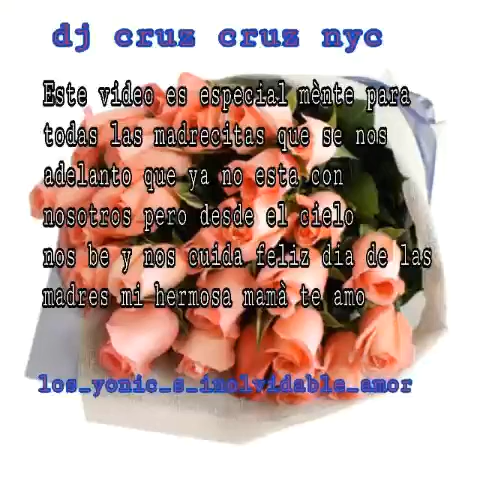 dj cruz cruz nyc
Este video es especial mènte para
todas las madrecitas que se nos
adelanto que ya no esta con
nosotros pero desde el cielo
nos be y nos cuida feliz dia de las
madres mi hermosa mamà te amo
los_yonic_s_inolvidable_amor